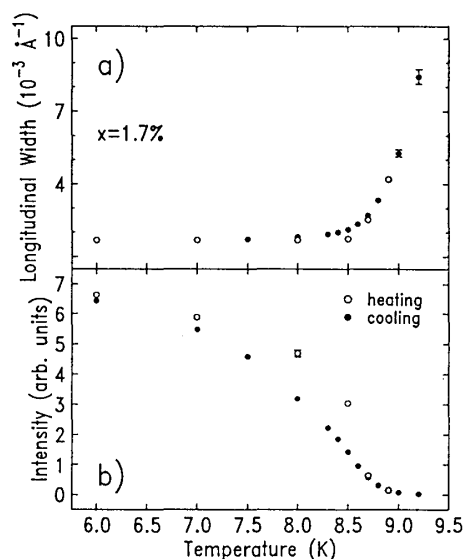 Longitudinal Width (10⁻³ Å⁻¹)
10
7
4
a)
x=1.7%
Intensity (arb. units)
7
6
5
4
3
2
1
0
heating
cooling
b)
6.0 6.5 7.0 7.5 8.0 8.5 9.0 9.5
Temperature (K)